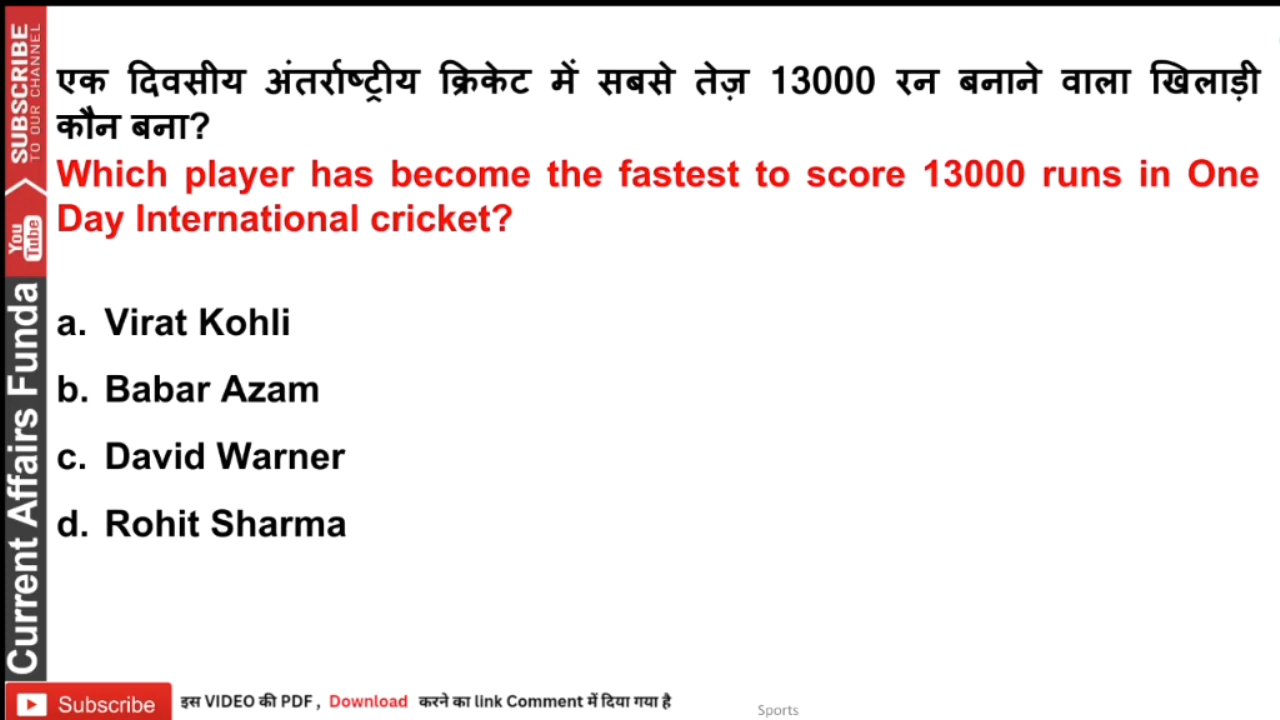 एक दिवसीय अंतर्राष्ट्रीय क्रिकेट में सबसे तेज़ 13000 रन बनाने वाला खिलाड़ी
कौन बना?
Which player has become the fastest to score 13000 runs in One
Day International cricket?
a. Virat Kohli
b. Babar Azam
c. David Warner
d. Rohit Sharma
SUBSCRIBE
TO OUR CHANNEL
You
Tube
Current Affairs Funda
Subscribe
इस VIDEO की PDF , Download करने का link Comment में दिया गया है
Sports